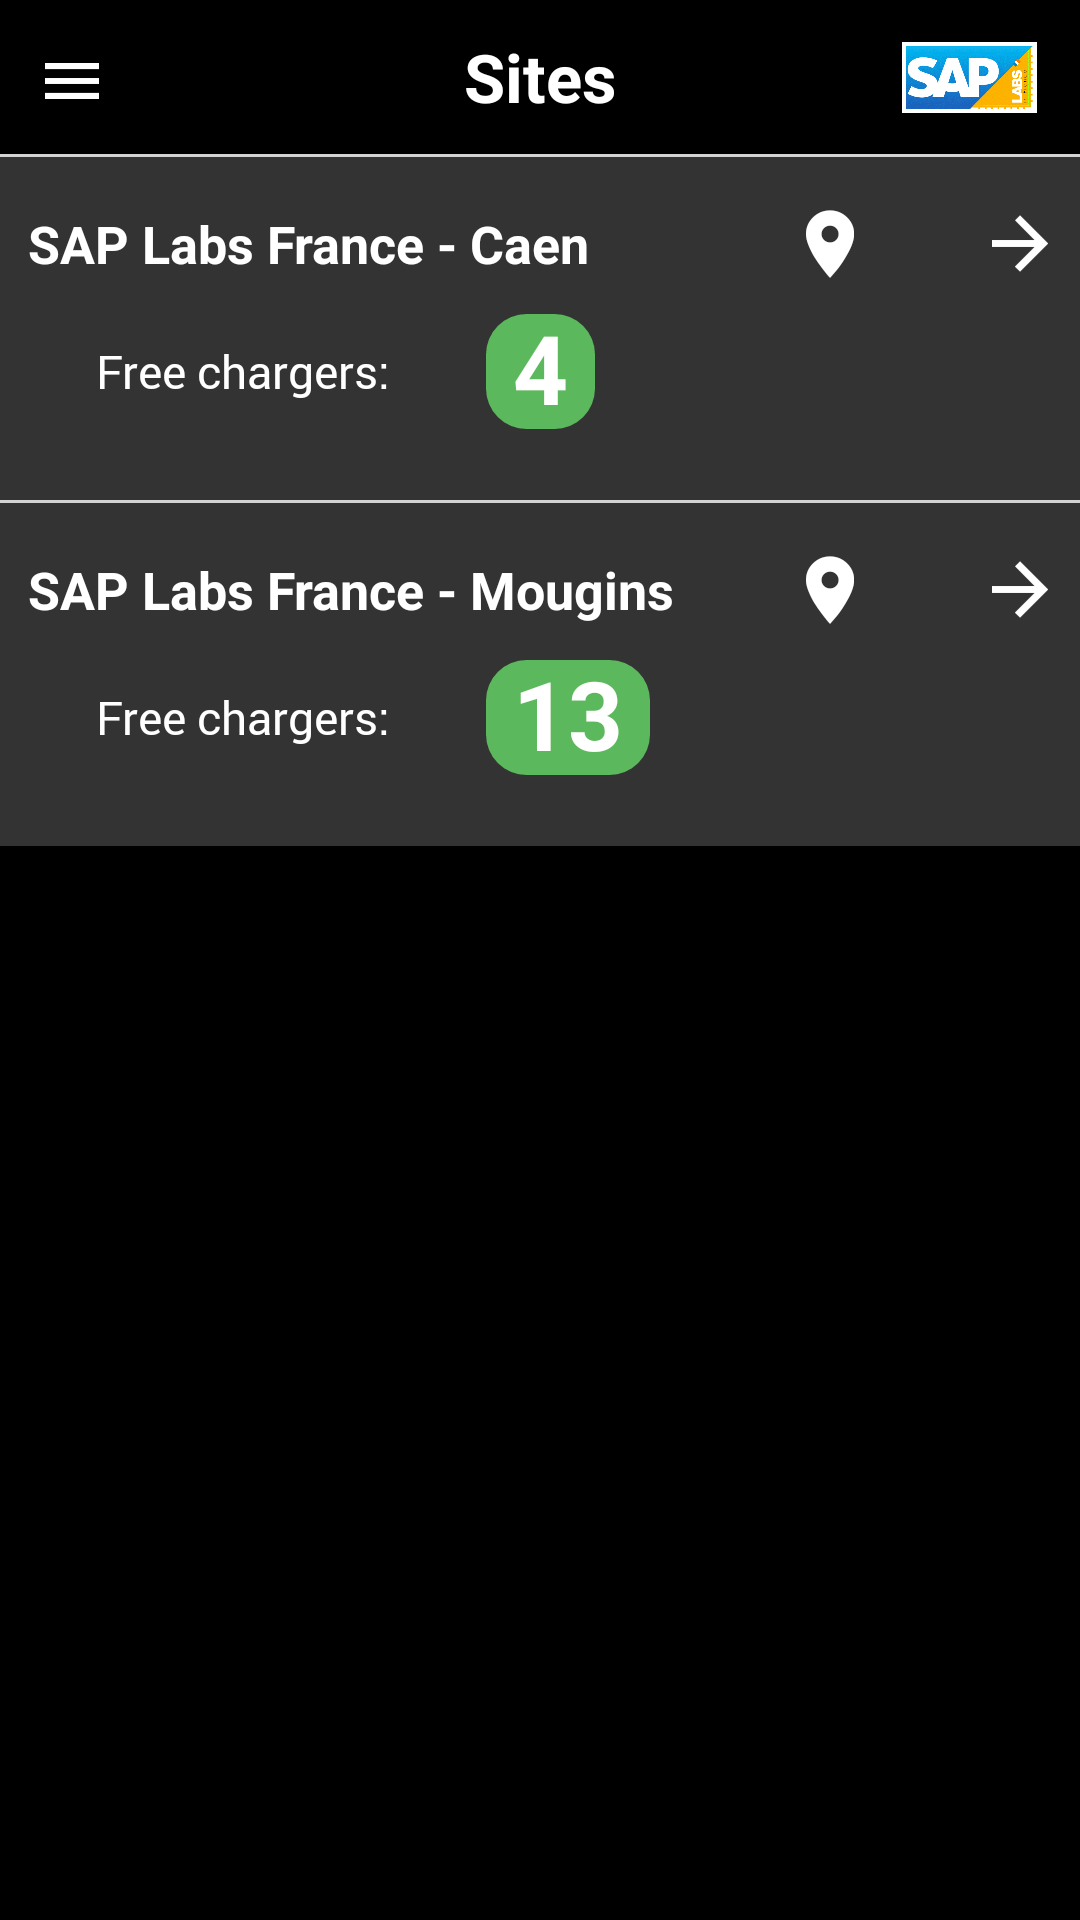 Sites
SAP
LABS
SAP Labs France - Caen
Free chargers:
4
SAP Labs France - Mougins
Free chargers:
13